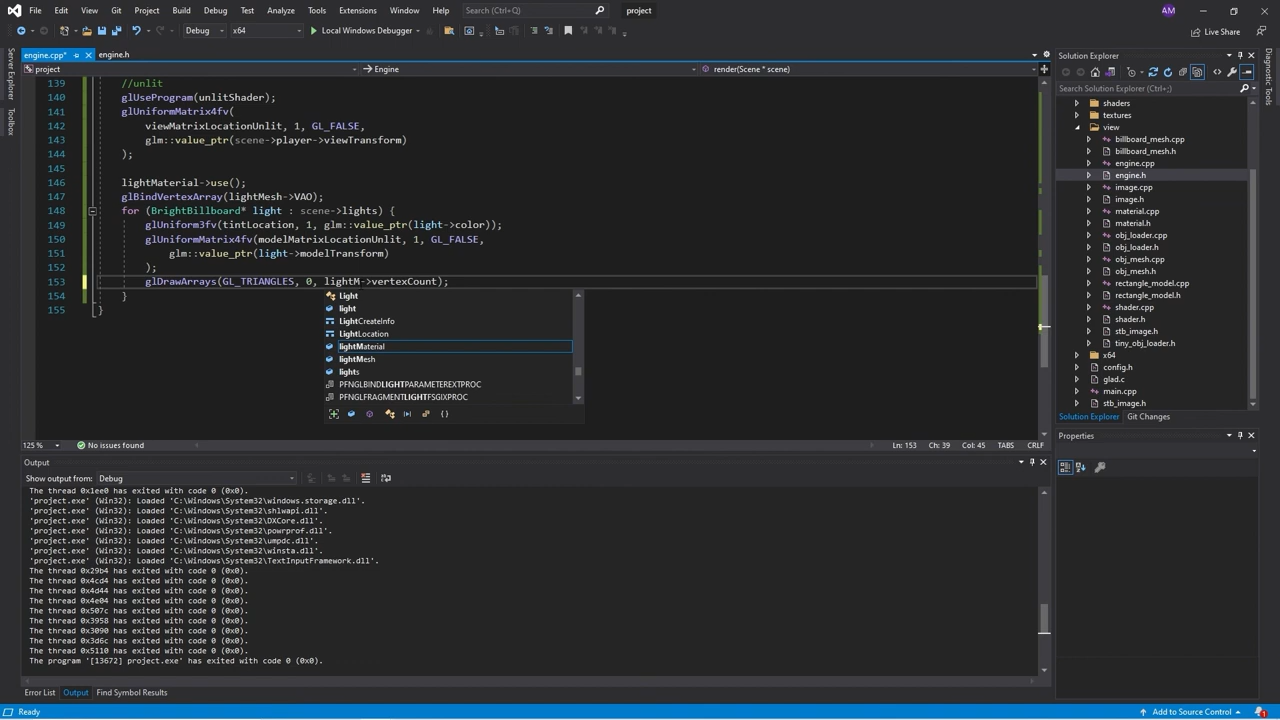 File Edit View Git Project Build Debug Test Analyze Tools Extensions Window Help Search (Ctrl+Q) project AM
Debug x64 Local Windows Debugger Live Share
Server Explorer
Toolbox
engine.cpp* engine.h
project Engine render(Scene * scene)
139 //unlit
140 glUseProgram(unlitShader);
141 glUniformMatrix4fv(
142 viewMatrixLocationUnlit, 1, GL_FALSE,
143 glm::value_ptr(scene->player->viewTransform)
144 );
145
146 lightMaterial->use();
147 glBindVertexArray(lightMesh->VAO);
148 for (BrightBillboard* light : scene->lights) {
149 glUniform3fv(tintLocation, 1, glm::value_ptr(light->color));
150 glUniformMatrix4fv(modelMatrixLocationUnlit, 1, GL_FALSE,
151 glm::value_ptr(light->modelTransform)
152 );
153 glDrawArrays(GL_TRIANGLES, 0, lightM->vertexCount);
154 }
155 }
Light
light
LightCreateInfo
LightLocation
lightMaterial
lightMesh
lights
PFNGLBINDLIGHTPARAMETEREXTPROC
PFNGLFRAGMENTLIGHTFSGIXPROC
125 % No issues found Ln: 153 Ch: 39 Col: 45 TABS CRLF
Output
Show output from: Debug
The thread 0x1ee0 has exited with code 0 (0x0).
'project.exe' (Win32): Loaded 'C:\Windows\System32\windows.storage.dll'.
'project.exe' (Win32): Loaded 'C:\Windows\System32\shlwapi.dll'.
'project.exe' (Win32): Loaded 'C:\Windows\System32\DXCore.dll'.
'project.exe' (Win32): Loaded 'C:\Windows\System32\powrprof.dll'.
'project.exe' (Win32): Loaded 'C:\Windows\System32\umpdc.dll'.
'project.exe' (Win32): Loaded 'C:\Windows\System32\winsta.dll'.
'project.exe' (Win32): Loaded 'C:\Windows\System32\TextInputFramework.dll'.
The thread 0x29b4 has exited with code 0 (0x0).
The thread 0x4cd4 has exited with code 0 (0x0).
The thread 0x4d44 has exited with code 0 (0x0).
The thread 0x4e04 has exited with code 0 (0x0).
The thread 0x507c has exited with code 0 (0x0).
The thread 0x3958 has exited with code 0 (0x0).
The thread 0x3090 has exited with code 0 (0x0).
The thread 0x3d6c has exited with code 0 (0x0).
The thread 0x5110 has exited with code 0 (0x0).
The program '[13672] project.exe' has exited with code 0 (0x0).
Error List Output Find Symbol Results
Solution Explorer
Search Solution Explorer (Ctrl+;)
shaders
textures
view
billboard_mesh.cpp
billboard_mesh.h
engine.cpp
engine.h
image.cpp
image.h
material.cpp
material.h
obj_loader.cpp
obj_loader.h
obj_mesh.cpp
obj_mesh.h
rectangle_model.cpp
rectangle_model.h
shader.cpp
shader.h
stb_image.h
tiny_obj_loader.h
x64
config.h
glad.c
main.cpp
stb_image.h
Solution Explorer Git Changes
Properties
Diagnostic Tools
Ready Add to Source Control 1